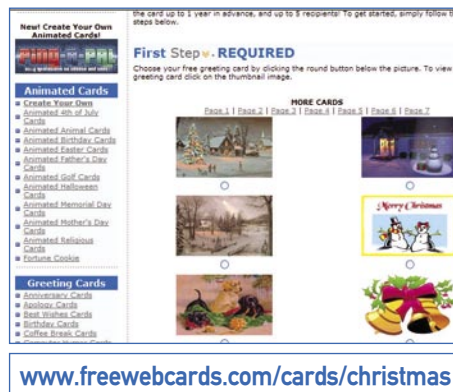 New! Create Your Own
Animated Cards!
Animated Cards
Create Your Own
Animated 4th of July
Cards
Animated Animal Cards
Animated Birthday Cards
Animated Easter Cards
Animated Father's Day
Cards
Animated Golf Cards
Animated Halloween
Cards
Animated Memorial Day
Cards
Animated Mother's Day
Cards
Animated Religious
Cards
Fortune Cookie
Greeting Cards
Anniversary Cards
Apology Cards
Best Wishes Cards
Birthday Cards
Coffee Break Cards
the card up to 1 year in advance, and up to 5 recipients! To get started, simply follow
steps below.
First Step REQUIRED
Choose your free greeting card by clicking the round button below the picture. To view
greeting card click on the thumbnail image.
MORE CARDS
Page 1 | Page 2 | Page 3 | Page 4 | Page 5 | Page 6 | Page 7
Merry Christmas
www.freewebcards.com/cards/christmas